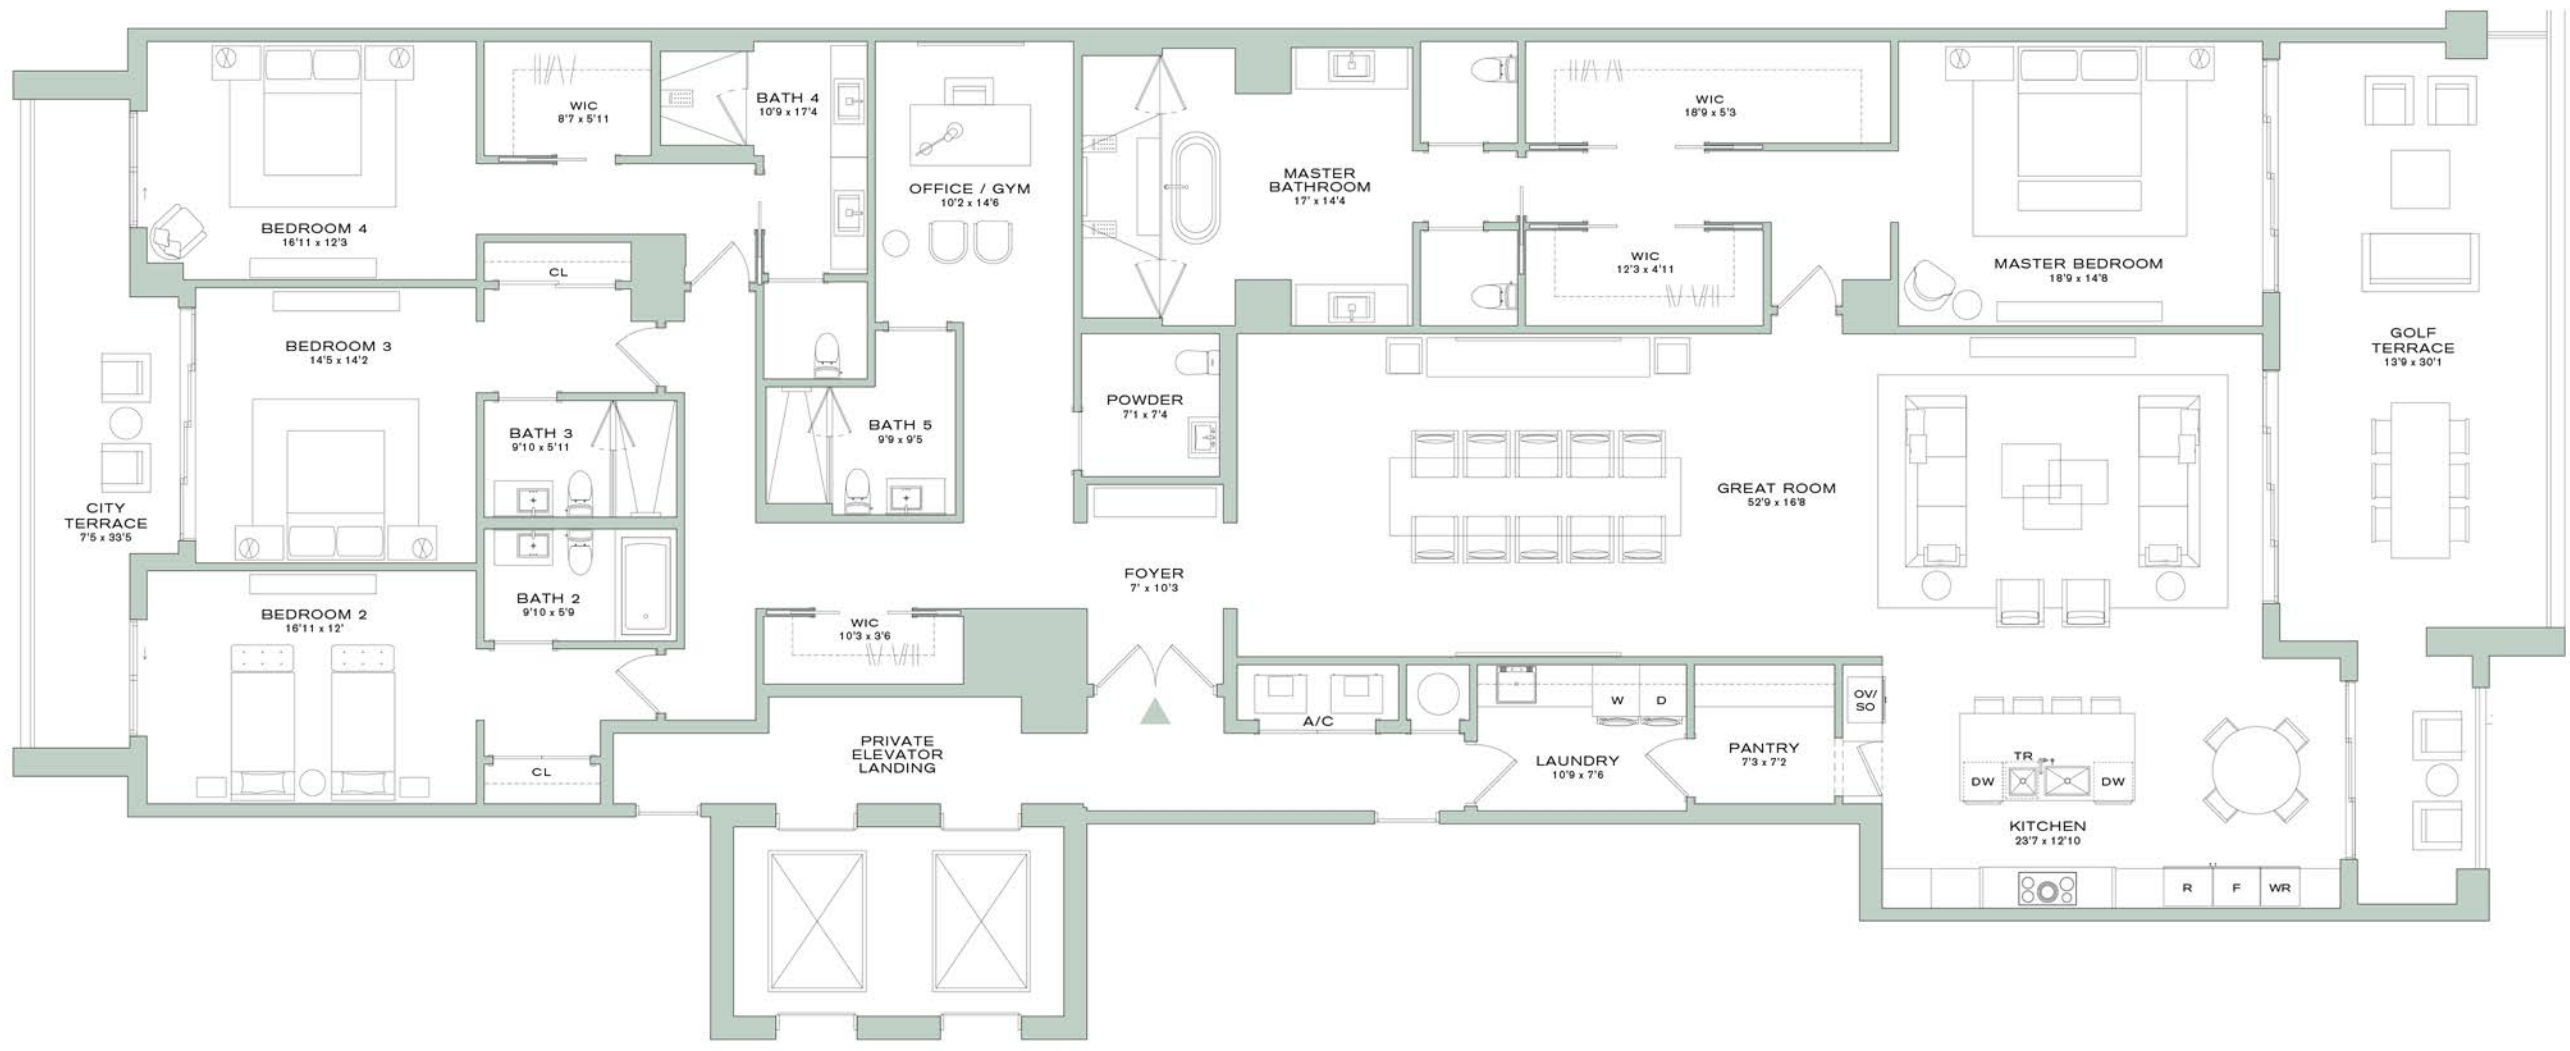 WIC
8'7 x 5'11
BATH 4
10'9 x 17'4
WIC
18'9 x 5'3
OFFICE / GYM
10'2 x 14'6
MASTER
BATHROOM
17' x 14'4
BEDROOM 4
16'11 x 12'3
CL
WIC
12'3 x 4'11
MASTER BEDROOM
18'9 x 14'8
BEDROOM 3
14'5 x 14'2
GOLF
TERRACE
13'9 x 30'1
POWDER
7'1 x 7'4
BATH 3
9'10 x 5'11
BATH 5
9'9 x 9'5
GREAT ROOM
52'9 x 16'8
CITY
TERRACE
7'5 x 33'5
FOYER
7' x 10'3
BATH 2
9'10 x 5'9
BEDROOM 2
16'11 x 12'
WIC
10'3 x 3'6
W
D
OV/
SO
A/C
PRIVATE
ELEVATOR
LANDING
LAUNDRY
10'9 x 7'6
PANTRY
7'3 x 7'2
CL
TR
DW
DW
KITCHEN
23'7 x 12'10
R
F
WR